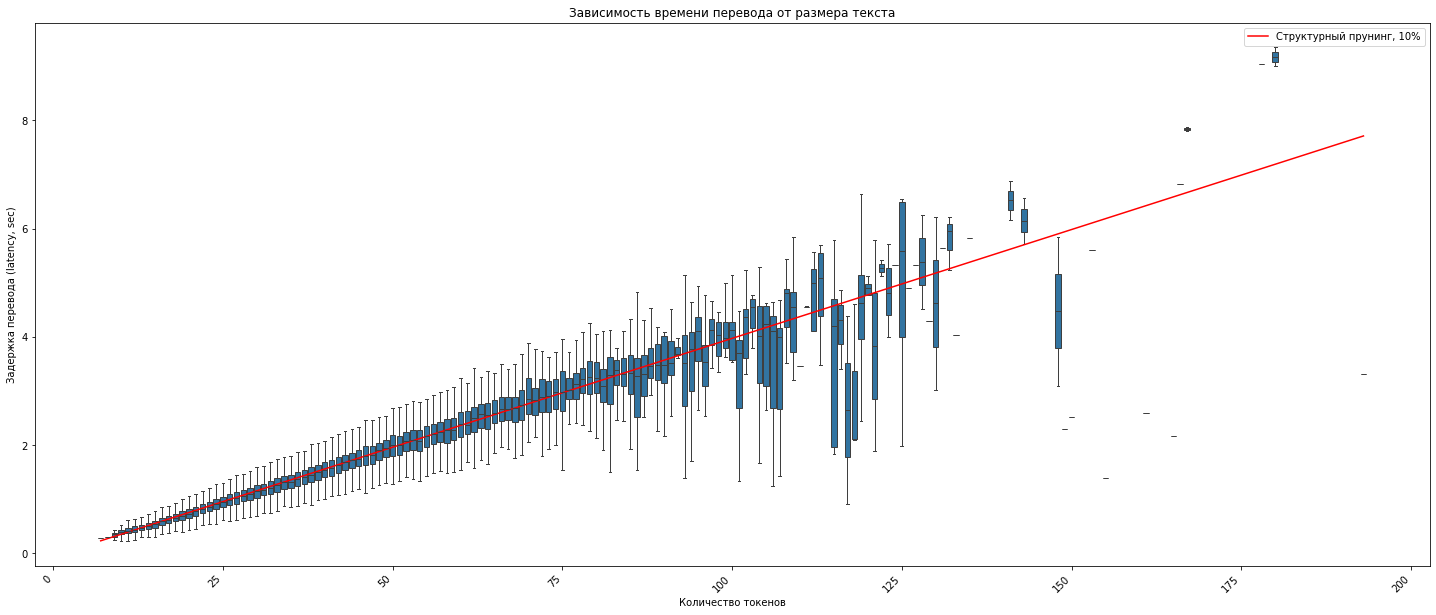 Зависимость времени перевода от размера текста
Структурный прунинг, 10%
Задержка перевода (latency, sec)
8
6
4
2
0
0 25 50 75 100 125 150 175 200
Количество токенов